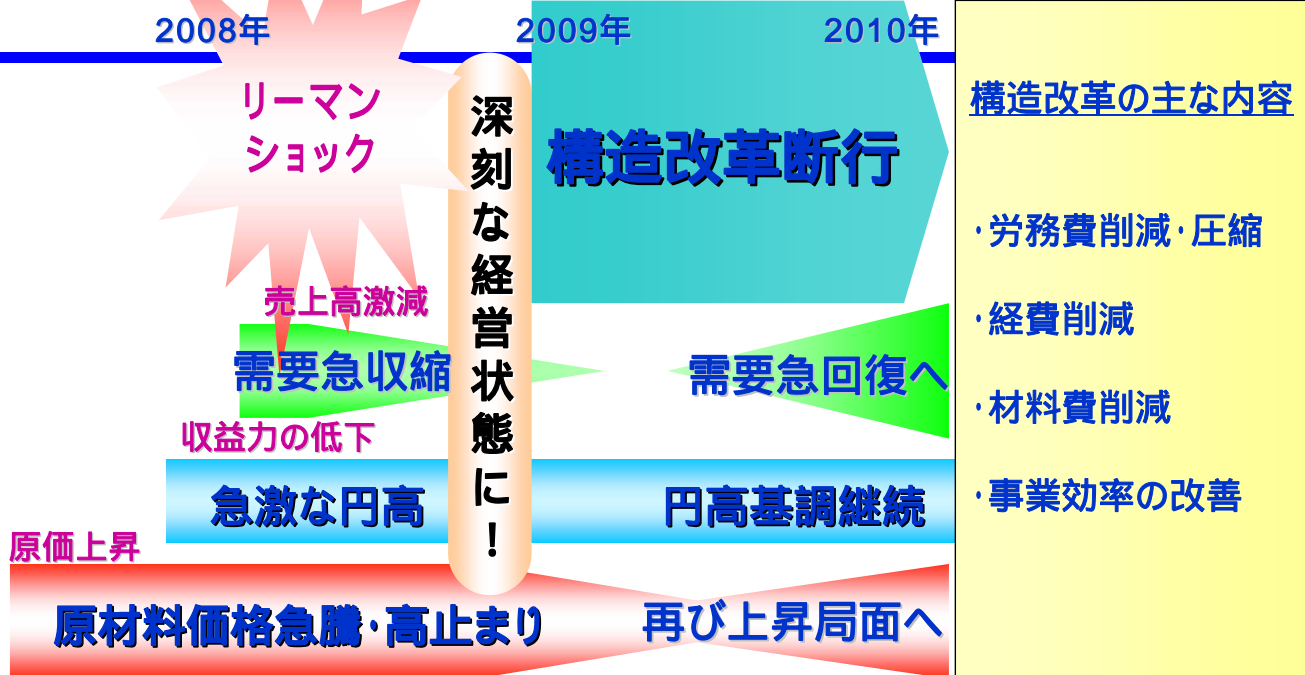 2008年
2009年
2010年
リーマン
ショック
深刻な経営状態に!
構造改革断行
売上高激減
需要急収縮
需要急回復へ
収益力の低下
急激な円高
円高基調継続
原価上昇
原材料価格急騰・高止まり
再び上昇局面へ
構造改革の主な内容
・労務費削減・圧縮
・経費削減
・材料費削減
・事業効率の改善